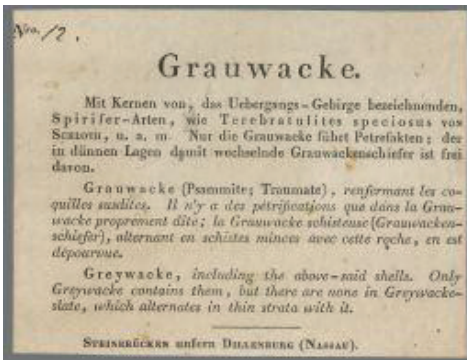 Nro. 12.
Grauwacke.
Mit Kernen von, das Uebergangs-Gebirge bezeichnenden,
Spirifer-Arten, wie Terebratulites speciosus von
Schloth. u. a. m. Nur die Grauwacke führt Petrefakten; der
in dünnen Lagen damit wechselnde Grauwackenschiefer ist frei
davon.
Grauwacke (Psammite; Traumate), renfermant les co-
quilles susdites. Il n'y a des pétrifications que dans la Grau-
wacke proprement dite; la Grauwacke schisteuse (Grauwacken-
schiefer), alternant en schistes minces avec cette roche, en est
dépourvue.
Greywacke, including the above-said shells. Only
Greywacke contains them, but there are none in Greywacke-
slate, which alternates in thin strata with it.
Steinbrücken unfern Dillenburg (Nassau).